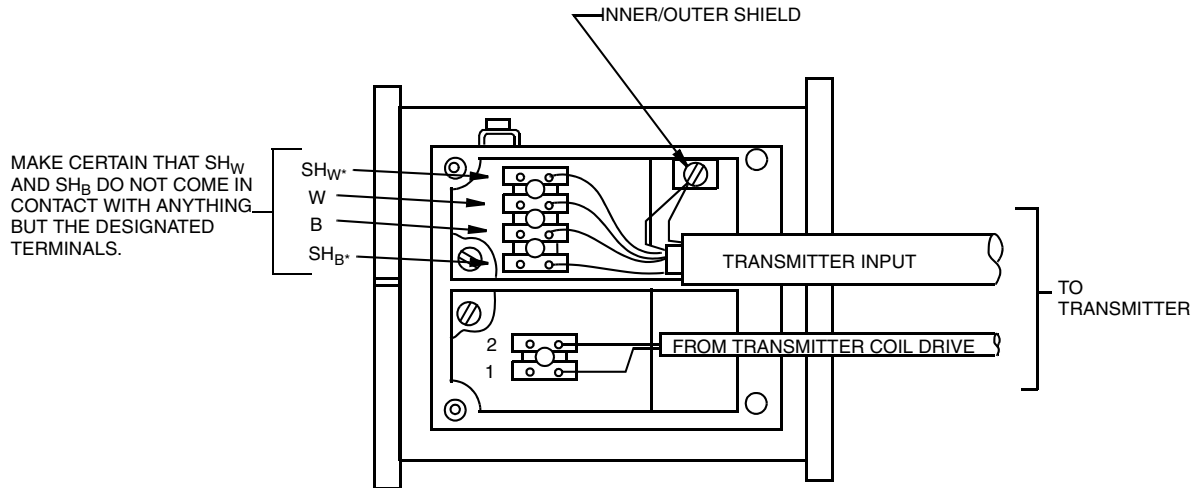 INNER/OUTER SHIELD
MAKE CERTAIN THAT SHW
AND SHB DO NOT COME IN
CONTACT WITH ANYTHING
BUT THE DESIGNATED
TERMINALS.
SHW*
W
B
SHB*
TRANSMITTER INPUT
TO
TRANSMITTER
2
1
FROM TRANSMITTER COIL DRIVE